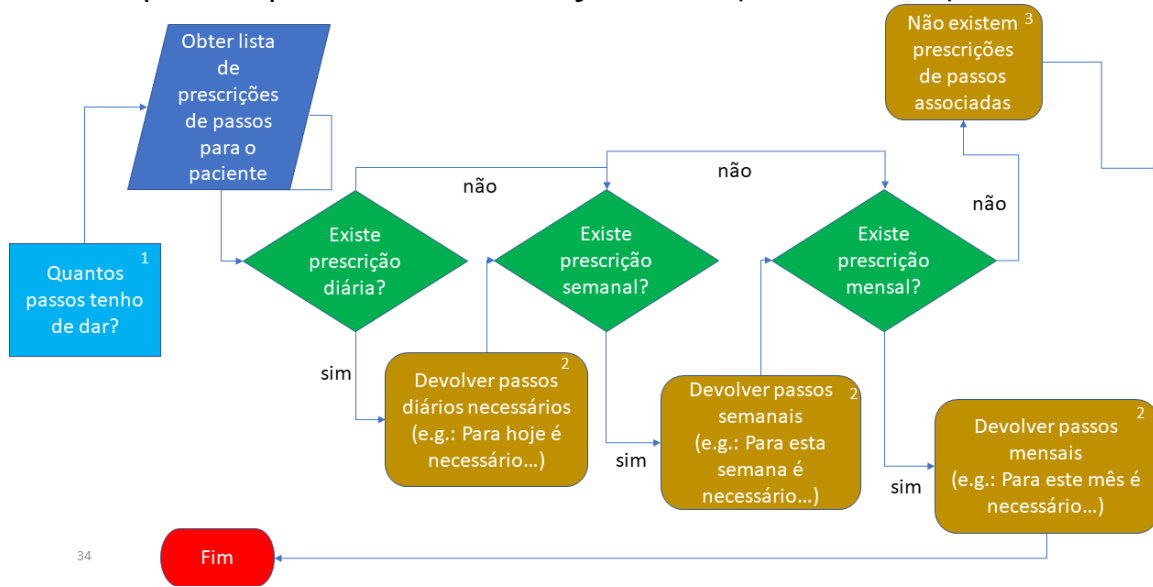 Obter lista
de
prescrições
de passos
para o
paciente
Não existem 3
prescrições
de passos
associadas
não
não
não
1
Quantos
passos tenho
de dar?
Existe
prescrição
diária?
Existe
prescrição
semanal?
Existe
prescrição
mensal?
sim
2
Devolver passos
diários necessários
(e.g.: Para hoje é
necessário...)
sim
2
Devolver passos
semanais
(e.g.: Para esta
semana é
necessário...)
sim
2
Devolver passos
mensais
(e.g.: Para este mês é
necessário...)
34
Fim